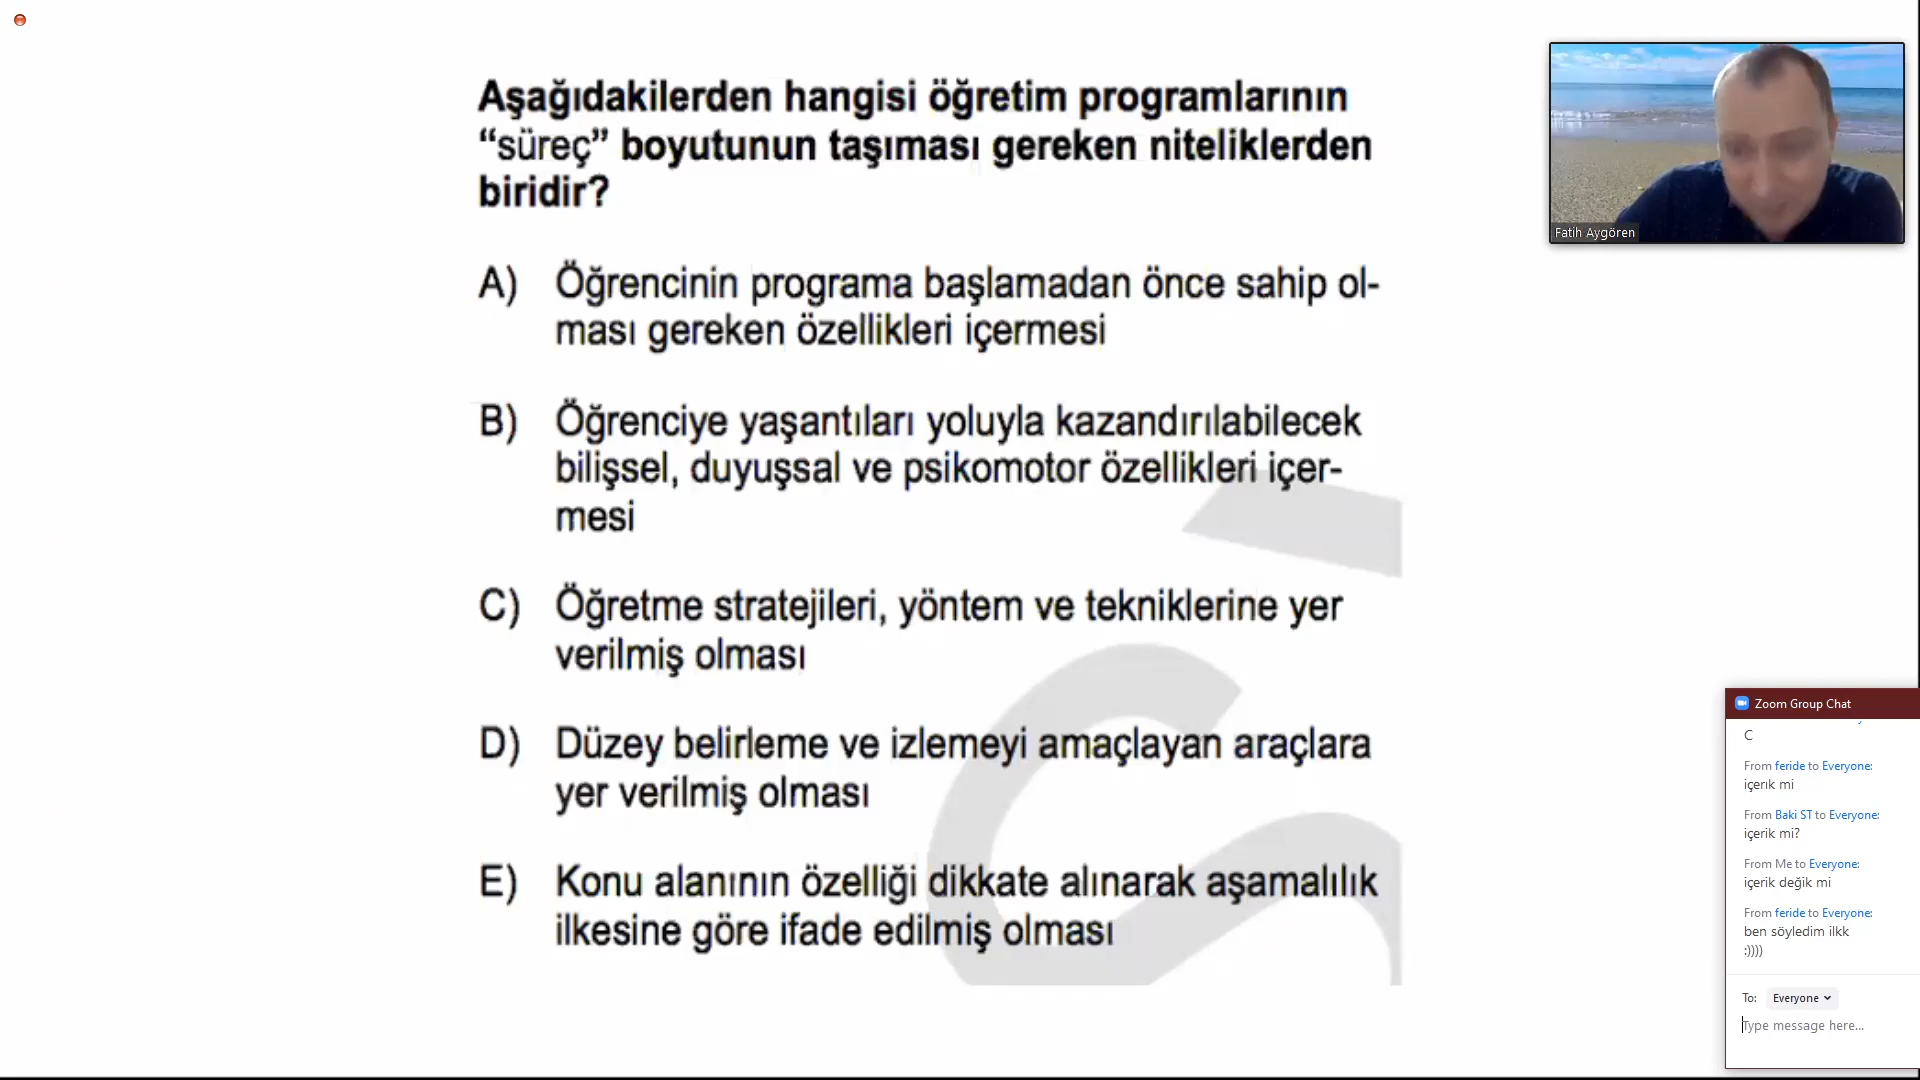 Aşağıdakilerden hangisi öğretim programlarının
“süreç” boyutunun taşıması gereken niteliklerden
biridir?
A) Öğrencinin programa başlamadan önce sahip ol-
ması gereken özellikleri içermesi
B) Öğrenciye yaşantıları yoluyla kazandırılabilecek
bilişsel, duyuşsal ve psikomotor özellikleri içer-
mesi
C) Öğretme stratejileri, yöntem ve tekniklerine yer
verilmiş olması
D) Düzey belirleme ve izlemeyi amaçlayan araçlara
yer verilmiş olması
E) Konu alanının özelliği dikkate alınarak aşamalılık
ilkesine göre ifade edilmiş olması
Fatih Aygören
Zoom Group Chat
C
From feride to Everyone:
içerık mi
From Baki ST to Everyone:
içerik mi?
From Me to Everyone:
içerik değik mi
From feride to Everyone:
ben söyledim ilkk
:))))
To: Everyone
Type message here...